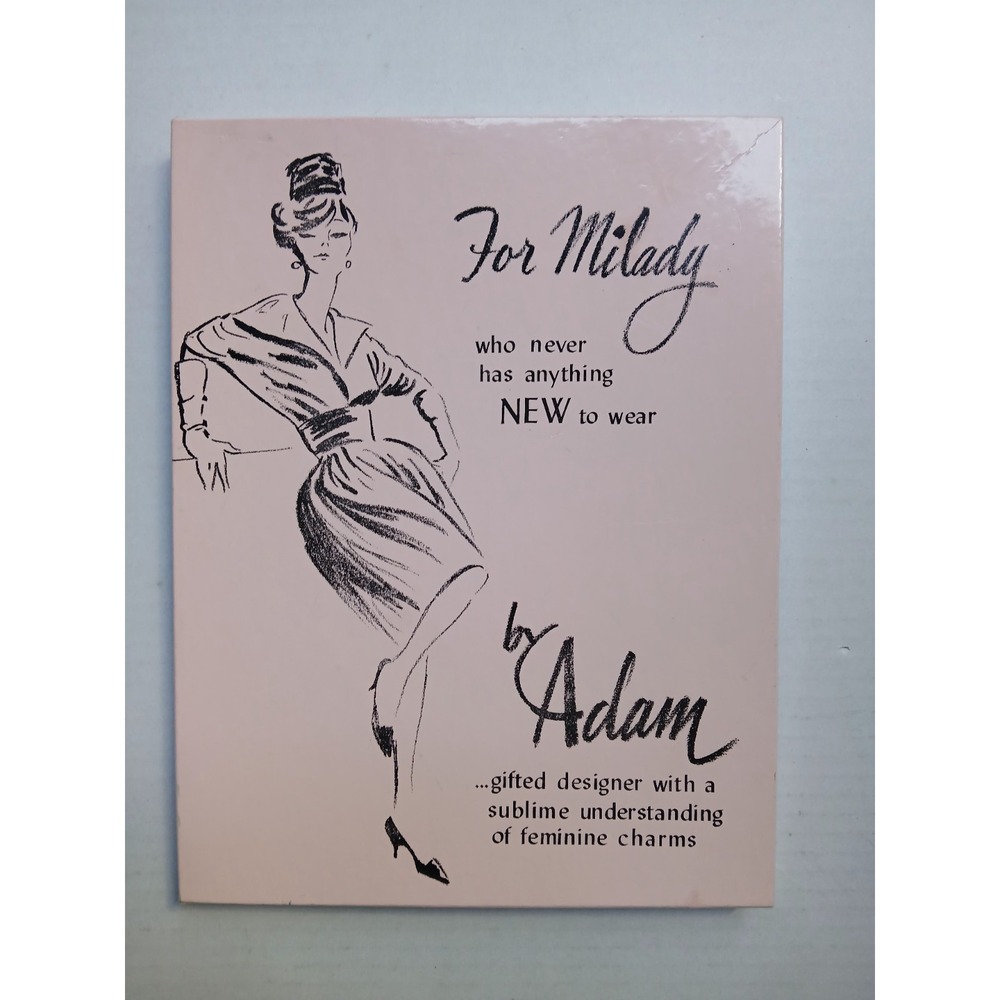 For Milady
who never
has anything
NEW to wear
by
Adam
...gifted designer with a
sublime understanding
of feminine charms